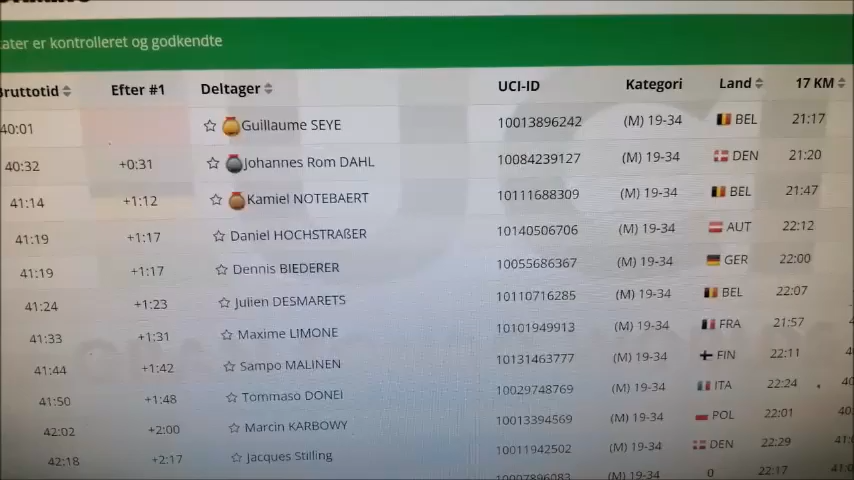 ater er kontrolleret og godkendte
Bruttotid Efter #1 Deltager UCI-ID Kategori Land 17 KM
40:01 Guillaume SEYE 10013896242 (M) 19-34 BEL 21:17
40:32 +0:31 Johannes Rom DAHL 10084239127 (M) 19-34 DEN 21:20
41:14 +1:12 Kamiel NOTEBAERT 10111688309 (M) 19-34 BEL 21:47
41:19 +1:17 Daniel HOCHSTRAßER 10140506706 (M) 19-34 AUT 22:12
41:19 +1:17 Dennis BIEDERER 10055686367 (M) 19-34 GER 22:00
41:24 +1:23 Julien DESMARETS 10110716285 (M) 19-34 BEL 22:07
41:33 +1:31 Maxime LIMONE 10101949913 (M) 19-34 FRA 21:57
41:44 +1:42 Sampo MALINEN 10131463777 (M) 19-34 FIN 22:11
41:50 +1:48 Tommaso DONEI 10029748769 (M) 19-34 ITA 22:24
42:02 +2:00 Marcin KARBOWY 10013394569 (M) 19-34 POL 22:01
42:18 +2:17 Jacques Stilling 10011942502 (M) 19-34 DEN 22:29
(M) 19-34 0 22:17